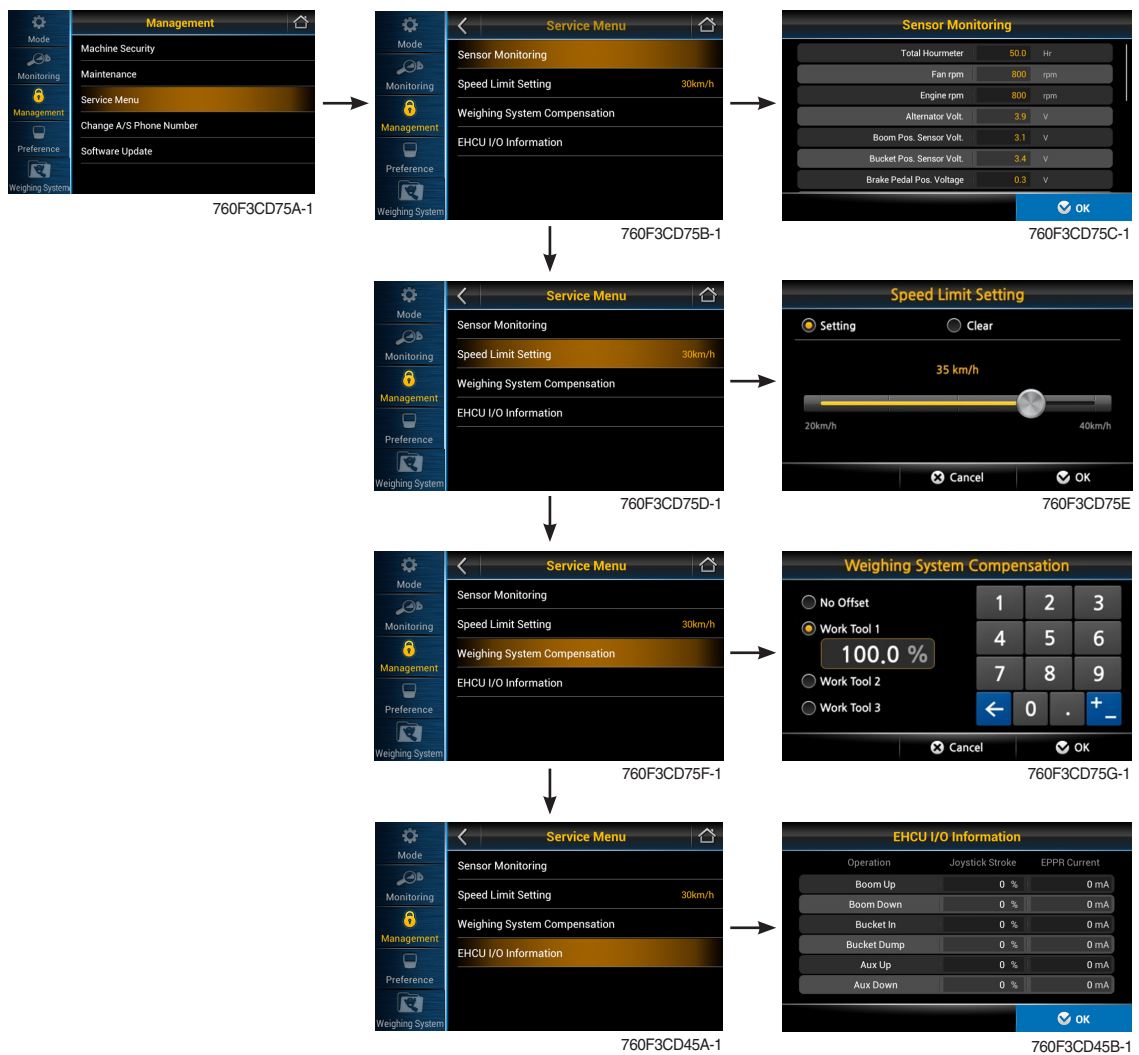 Management
Mode
Monitoring
Management
Preference
Weighing System
Machine Security
Maintenance
Service Menu
Change A/S Phone Number
Software Update
760F3CD75A-1
Service Menu
Mode
Monitoring
Management
Preference
Weighing System
Sensor Monitoring
Speed Limit Setting 30km/h
Weighing System Compensation
EHCU I/O Information
760F3CD75B-1
Sensor Monitoring
Total Hourmeter 50.0 Hr
Fan rpm 800 rpm
Engine rpm 800 rpm
Alternator Volt. 3.9 V
Boom Pos. Sensor Volt. 3.1 V
Bucket Pos. Sensor Volt. 3.4 V
Brake Pedal Pos. Voltage 0.3 V
OK
760F3CD75C-1
Service Menu
Mode
Monitoring
Management
Preference
Weighing System
Sensor Monitoring
Speed Limit Setting 30km/h
Weighing System Compensation
EHCU I/O Information
760F3CD75D-1
Speed Limit Setting
Setting Clear
35 km/h
20km/h 40km/h
Cancel OK
760F3CD75E
Service Menu
Mode
Monitoring
Management
Preference
Weighing System
Sensor Monitoring
Speed Limit Setting 30km/h
Weighing System Compensation
EHCU I/O Information
760F3CD75F-1
Weighing System Compensation
No Offset
Work Tool 1
100.0 %
Work Tool 2
Work Tool 3
1 2 3
4 5 6
7 8 9
← 0 . +_
Cancel OK
760F3CD75G-1
Service Menu
Mode
Monitoring
Management
Preference
Weighing System
Sensor Monitoring
Speed Limit Setting 30km/h
Weighing System Compensation
EHCU I/O Information
760F3CD45A-1
EHCU I/O Information
Operation Joystick Stroke EPPR Current
Boom Up 0 % 0 mA
Boom Down 0 % 0 mA
Bucket In 0 % 0 mA
Bucket Dump 0 % 0 mA
Aux Up 0 % 0 mA
Aux Down 0 % 0 mA
OK
760F3CD45B-1